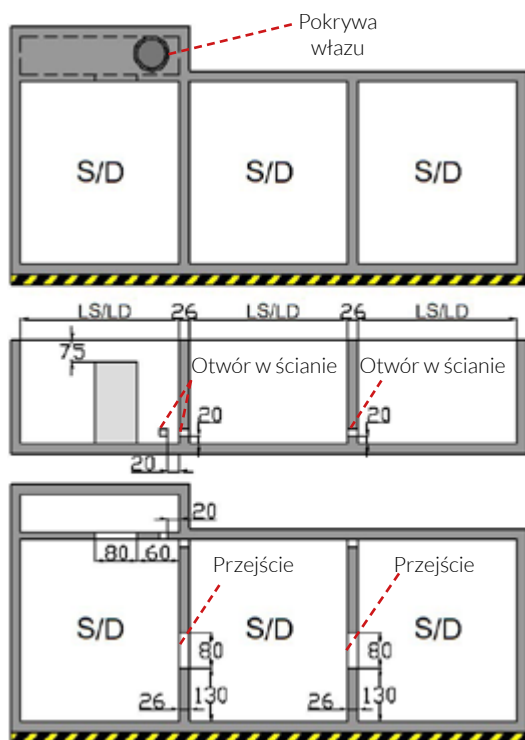 Pokrywa
włazu
S/D
S/D
S/D
LS/LD
26
LS/LD
26
LS/LD
75
Otwór w ścianie
Otwór w ścianie
20
20
20
20
80
60
Przejście
Przejście
S/D
S/D
S/D
80
80
26
130
26
130